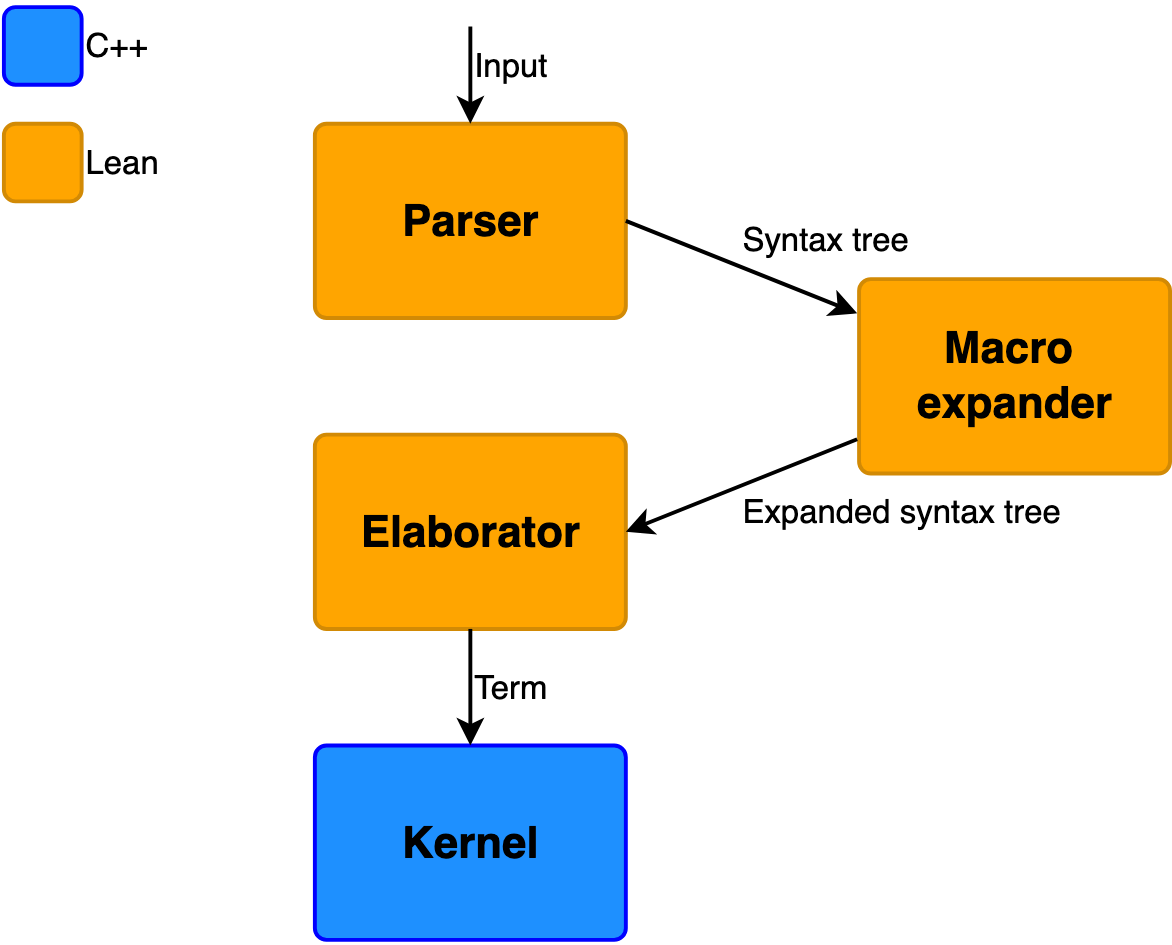 C++
Input
Lean
Parser
Syntax tree
Macro
expander
Expanded syntax tree
Elaborator
Term
Kernel